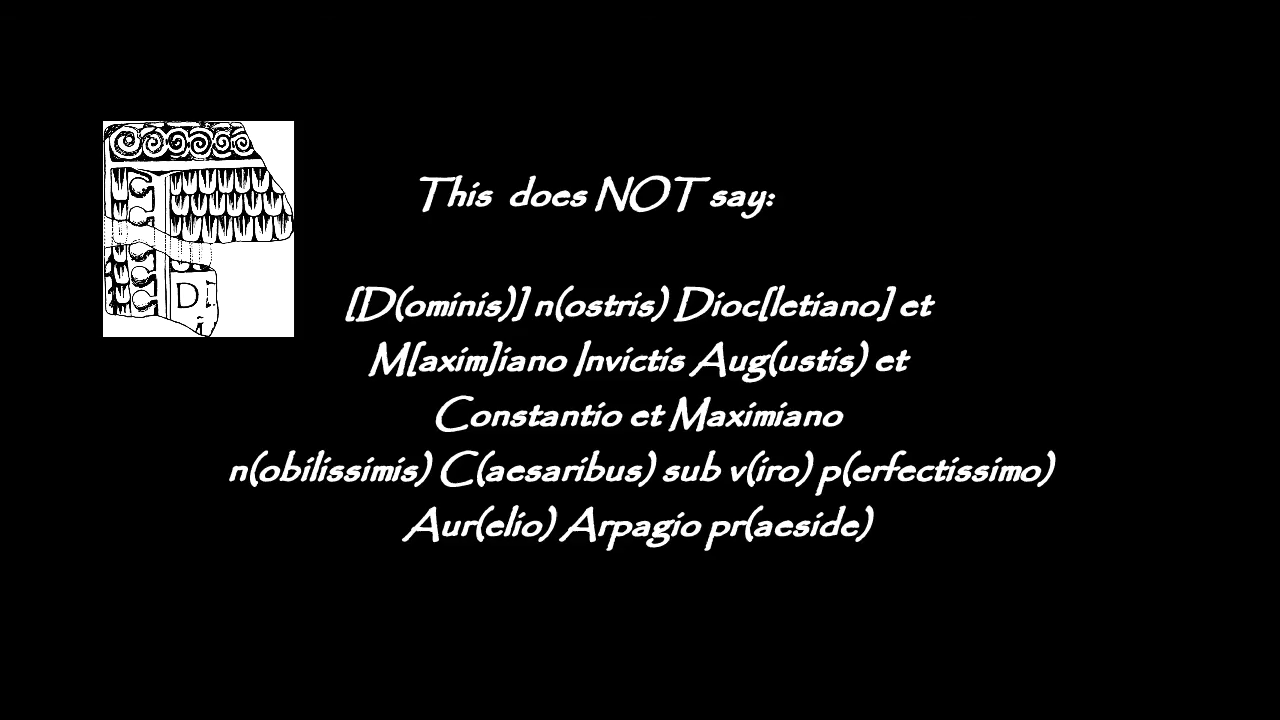 This does NOT say:
D
[D(ominis)] n(ostris) Dioc[letiano] et
M[axim]iano Invictis Aug(ustis) et
Constantio et Maximiano
n(obilissimis) C(aesaribus) sub v(iro) p(erfectissimo)
Aur(elio) Arpagio pr(aeside)